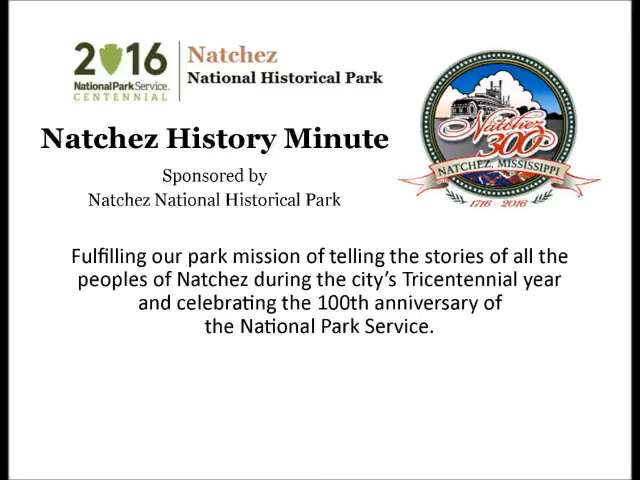 2016
National Park Service®
CENTENNIAL
Natchez
National Historical Park
Natchez History Minute
Sponsored by
Natchez National Historical Park
Natchez
300
NATCHEZ, MISSISSIPPI
1716 - 2016
Fulfilling our park mission of telling the stories of all the
peoples of Natchez during the city's Tricentennial year
and celebrating the 100th anniversary of
the National Park Service.